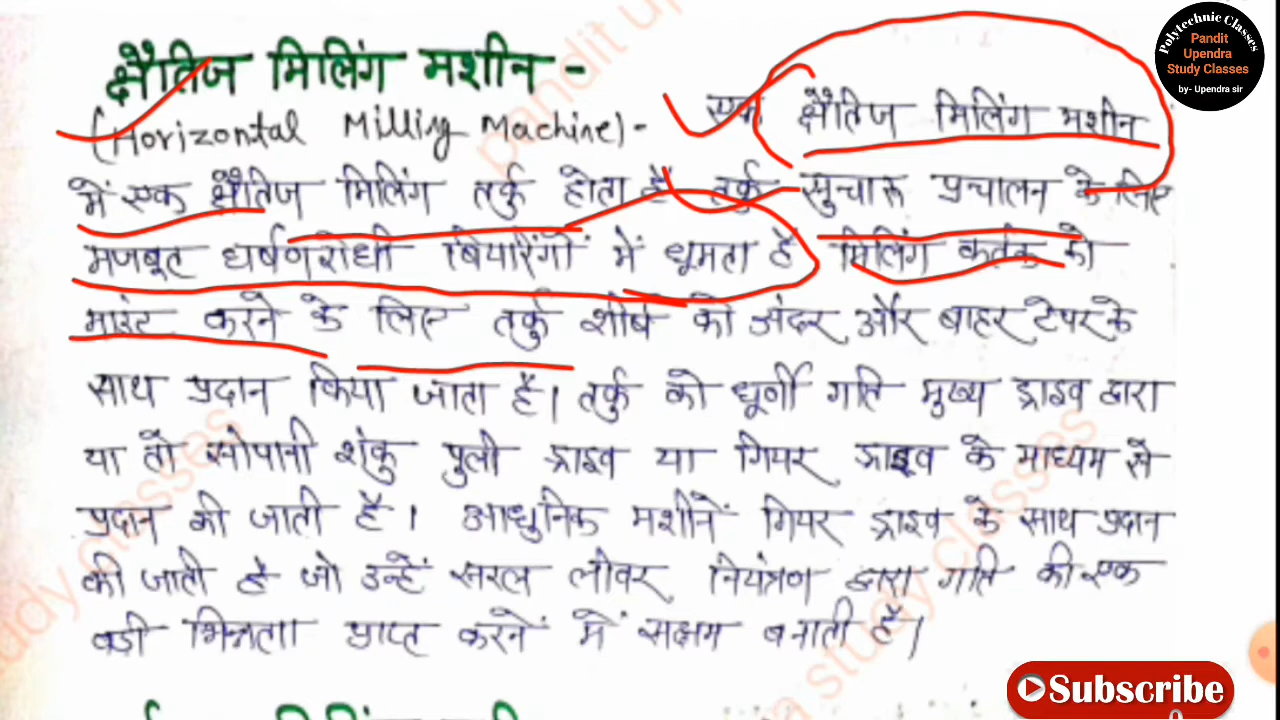 क्षैतिज मिलिंग मशीन -
(Horizontal Milling Machine)- एक क्षैतिज मिलिंग मशीन
में एक क्षैतिज मिलिंग तर्कु होता है तर्कु सुचारू प्रचालन के लिए
मजबूत घर्षणरोधी बियरिंगों में घूमता है मिलिंग कर्तक को
माउंट करने के लिए तर्कु शीर्ष को अंदर और बाहर टेपर के
साथ प्रदान किया जाता है। तर्कु को घूर्णी गति मुख्य ड्राइव द्वारा
या तो सोपानी शंकु पुली ड्राइव या गियर ड्राइव के माध्यम से
प्रदान की जाती है। आधुनिक मशीनें गियर ड्राइव के साथ प्रदान
की जाती है जो उन्हें सरल लीवर नियंत्रण द्वारा गति की एक
बडी भिन्नता प्राप्त करनें में सक्षम बनाती है।
Polytechnic Classes
Pandit
Upendra
Study Classes
by- Upendra sir
Subscribe